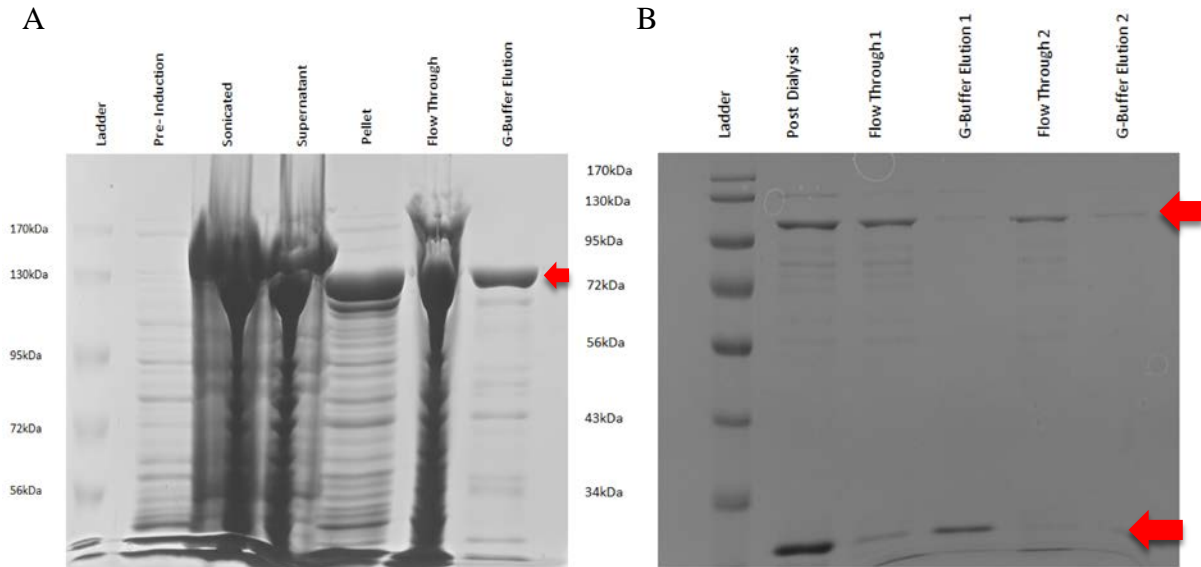 A
Ladder
Pre- Induction
Sonicated
Supernatant
Pellet
Flow Through
G-Buffer Elution
170kDa
130kDa
95kDa
72kDa
56kDa
B
Ladder
Post Dialysis
Flow Through 1
G-Buffer Elution 1
Flow Through 2
G-Buffer Elution 2
170kDa
130kDa
95kDa
72kDa
56kDa
43kDa
34kDa